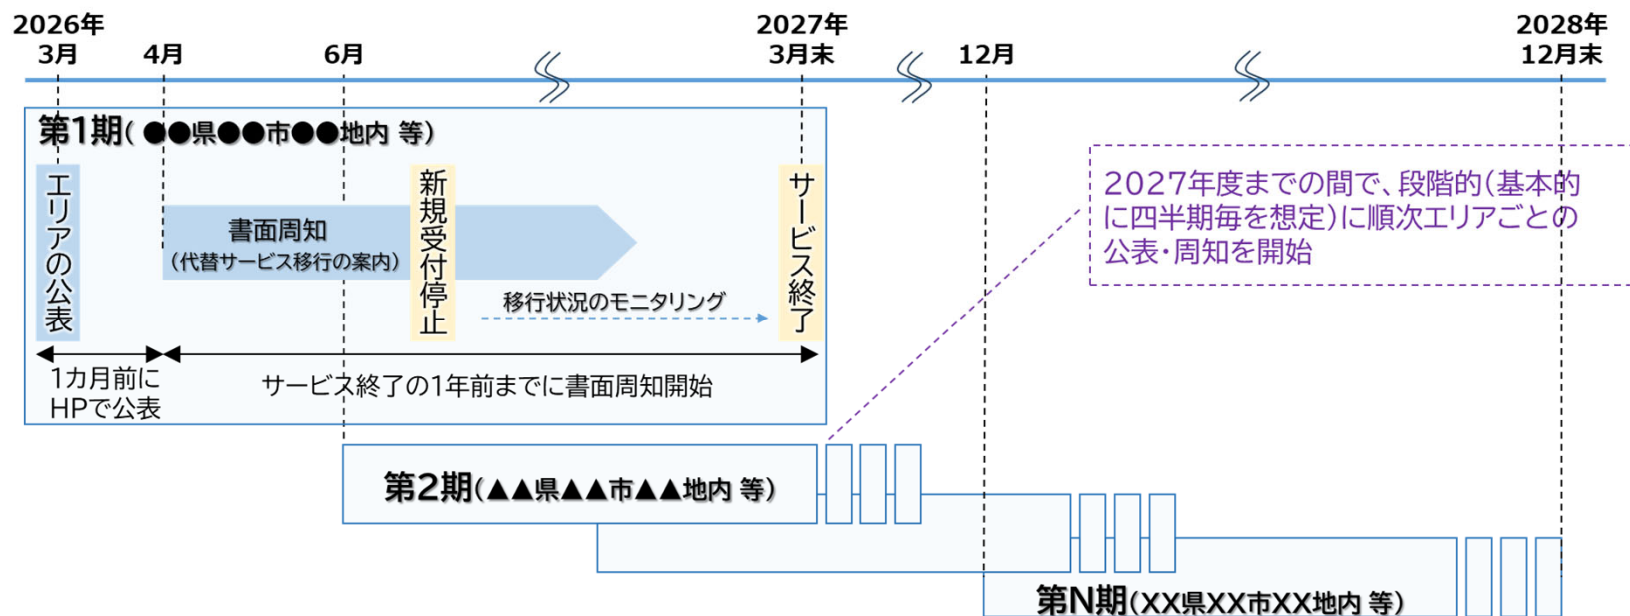 2026年
3月
4月
6月
2027年
3月末
12月
2028年
12月末
第1期( ●●県●●市●●地内 等)
エリアの公表
書面周知
(代替サービス移行の案内)
新規受付停止
移行状況のモニタリング
サービス終了
1カ月前に
HPで公表
サービス終了の1年前までに書面周知開始
2027年度までの間で、段階的(基本的
に四半期毎を想定)に順次エリアごとの
公表・周知を開始
第2期(▲▲県▲▲市▲▲地内 等)
第N期(XX県XX市XX地内 等)